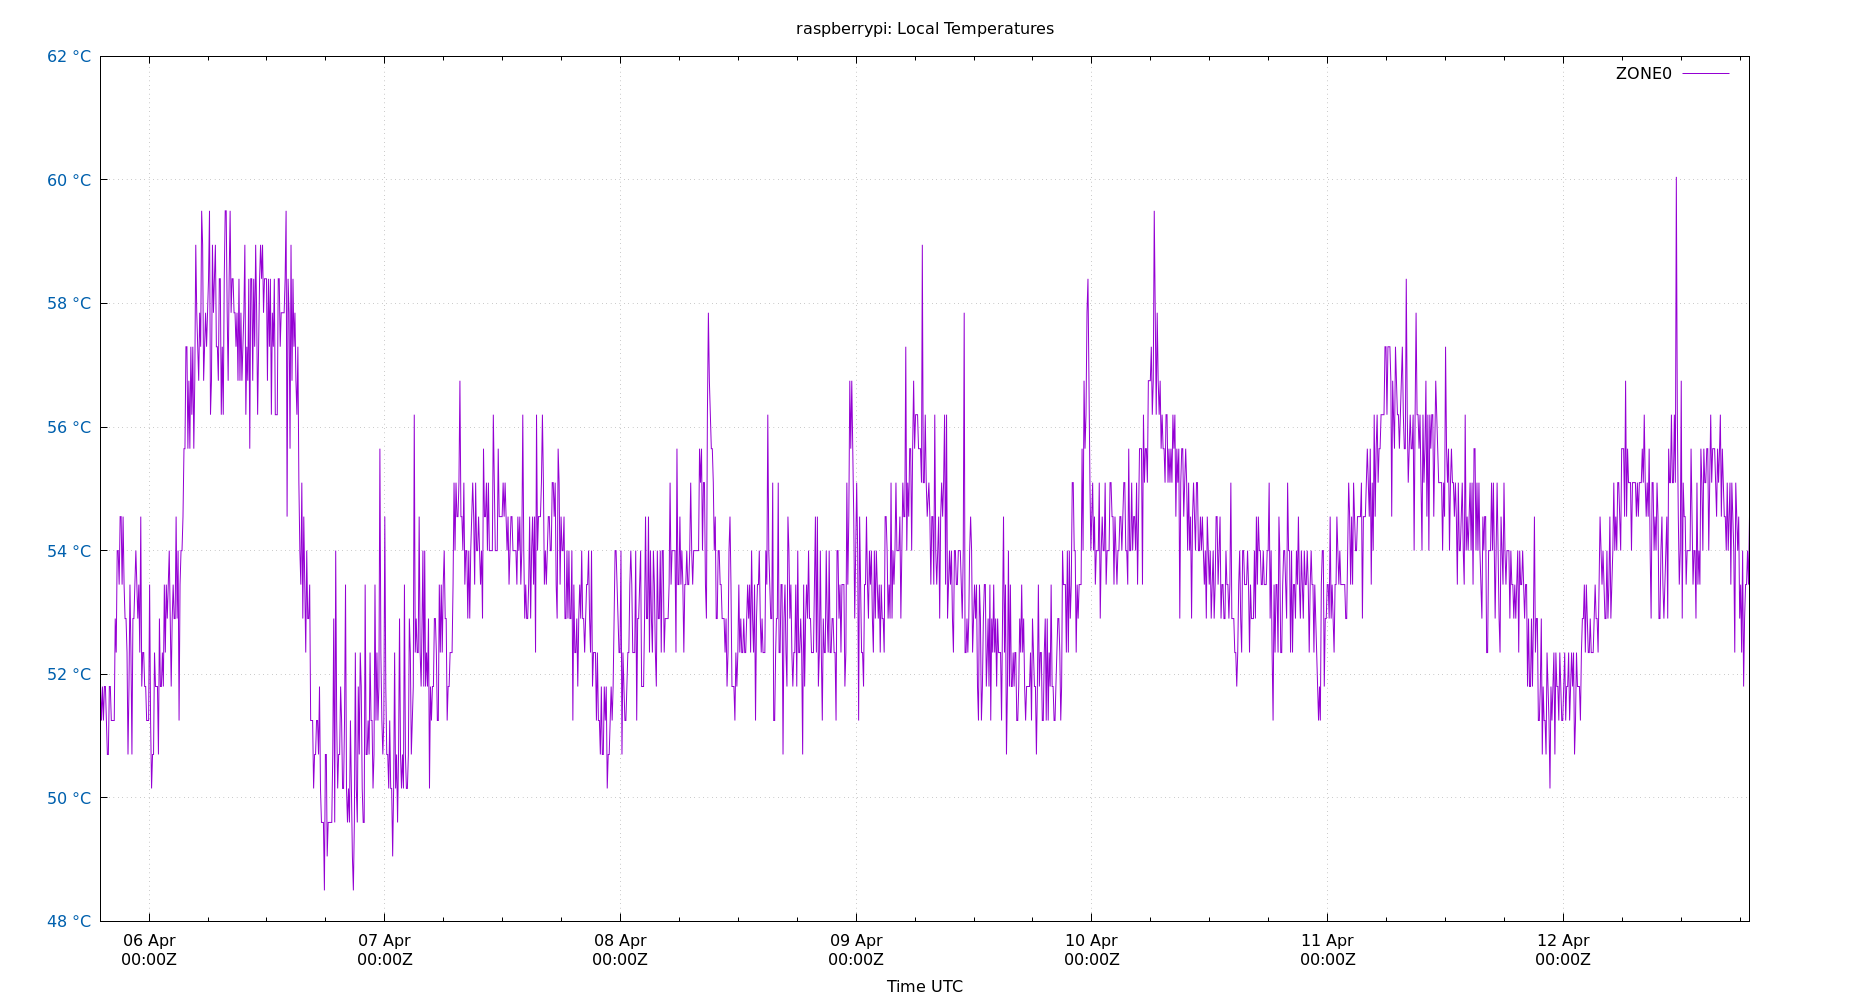 raspberrypi: Local Temperatures
62 °C
ZONE0
60 °C
58 °C
56 °C
54 °C
52 °C
50 °C
48 °C
06 Apr 07 Apr 08 Apr 09 Apr 10 Apr 11 Apr 12 Apr
00:00Z 00:00Z 00:00Z 00:00Z 00:00Z 00:00Z 00:00Z
Time UTC